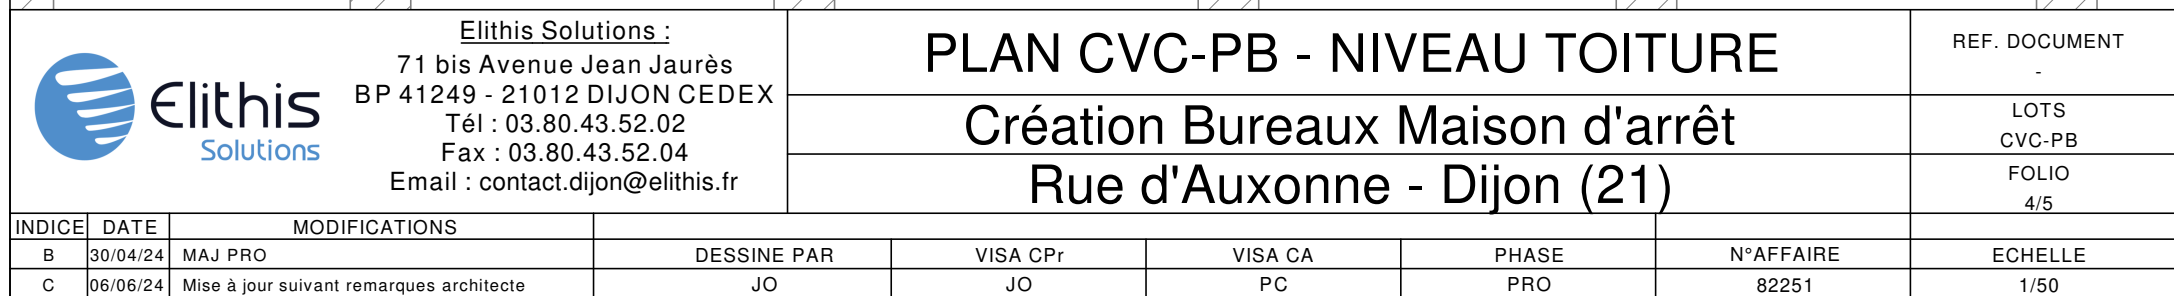 Elithis
Solutions
Elithis Solutions :
71 bis Avenue Jean Jaurès
BP 41249 - 21012 DIJON CEDEX
Tél : 03.80.43.52.02
Fax : 03.80.43.52.04
Email : contact.dijon@elithis.fr
PLAN CVC-PB - NIVEAU TOITURE
Création Bureaux Maison d'arrêt
Rue d'Auxonne - Dijon (21)
REF. DOCUMENT
-
LOTS
CVC-PB
FOLIO
4/5
INDICE DATE MODIFICATIONS
B 30/04/24 MAJ PRO DESSINE PAR VISA CPr VISA CA PHASE N°AFFAIRE ECHELLE
C 06/06/24 Mise à jour suivant remarques architecte JO JO PC PRO 82251 1/50